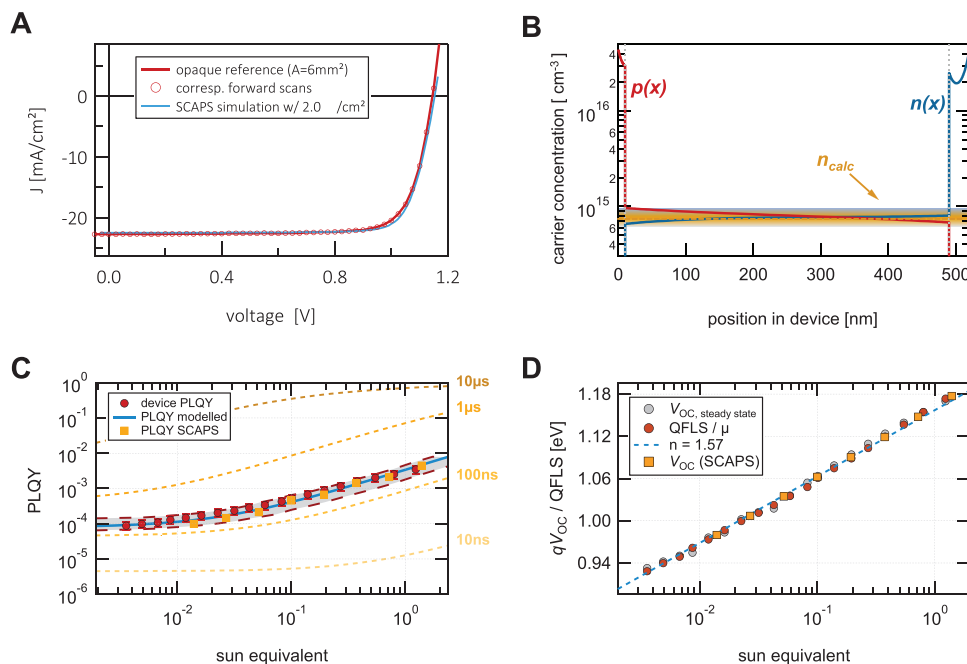 A
J [mA/cm²]
0
-10
-20
opaque reference (A=6mm²)
corresp. forward scans
SCAPS simulation w/ 2.0 /cm²
0.0 0.4 0.8 1.2
voltage [V]
B
carrier concentration [ cm⁻³]
4
2
10¹⁶
6
4
2
10¹⁵
6
4
p(x)
n(x)
n_calc
0 100 200 300 400 500
position in device [nm]
C
PLQY
10⁰
10⁻¹
10⁻²
10⁻³
10⁻⁴
10⁻⁵
10⁻⁶
device PLQY
PLQY modelled
PLQY SCAPS
10µs
1µs
100ns
10ns
10⁻² 10⁻¹ 10⁰
sun equivalent
D
qV_OC / QFLS [eV]
1.18
1.12
1.06
1.00
0.94
V_OC, steady state
QFLS / µ
n = 1.57
V_OC (SCAPS)
10⁻² 10⁻¹ 10⁰
sun equivalent